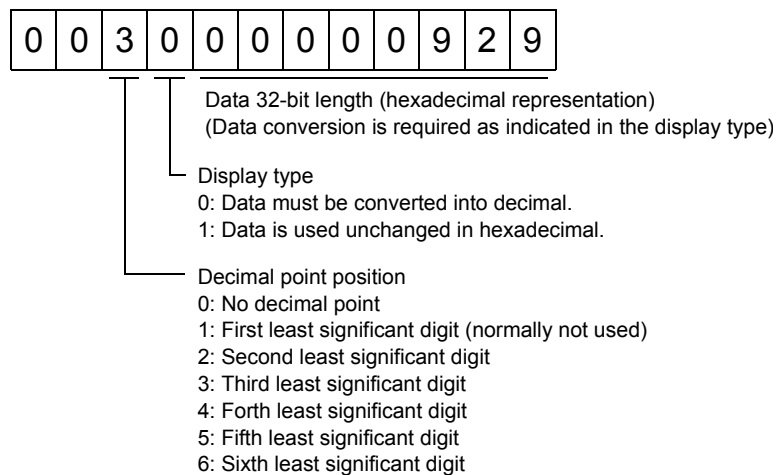 0 0 3 0 0 0 0 0 0 9 2 9
Data 32-bit length (hexadecimal representation)
(Data conversion is required as indicated in the display type)
Display type
0: Data must be converted into decimal.
1: Data is used unchanged in hexadecimal.
Decimal point position
0: No decimal point
1: First least significant digit (normally not used)
2: Second least significant digit
3: Third least significant digit
4: Forth least significant digit
5: Fifth least significant digit
6: Sixth least significant digit